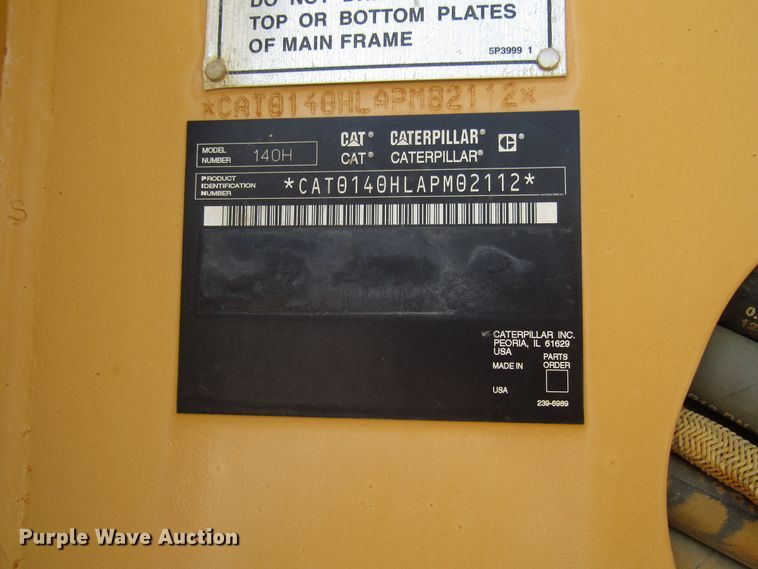 TOP OR BOTTOM PLATES
OF MAIN FRAME
5P3999 1
*CAT0140HLAPM02112*
MODEL NUMBER 140H
CAT® CATERPILLAR®
CAT® CATERPILLAR®
PRODUCT IDENTIFICATION NUMBER *CAT0140HLAPM02112*
CATERPILLAR INC.
PEORIA, IL 61629
USA
MADE IN
USA
PARTS
ORDER
239-6989
S
Purple Wave Auction